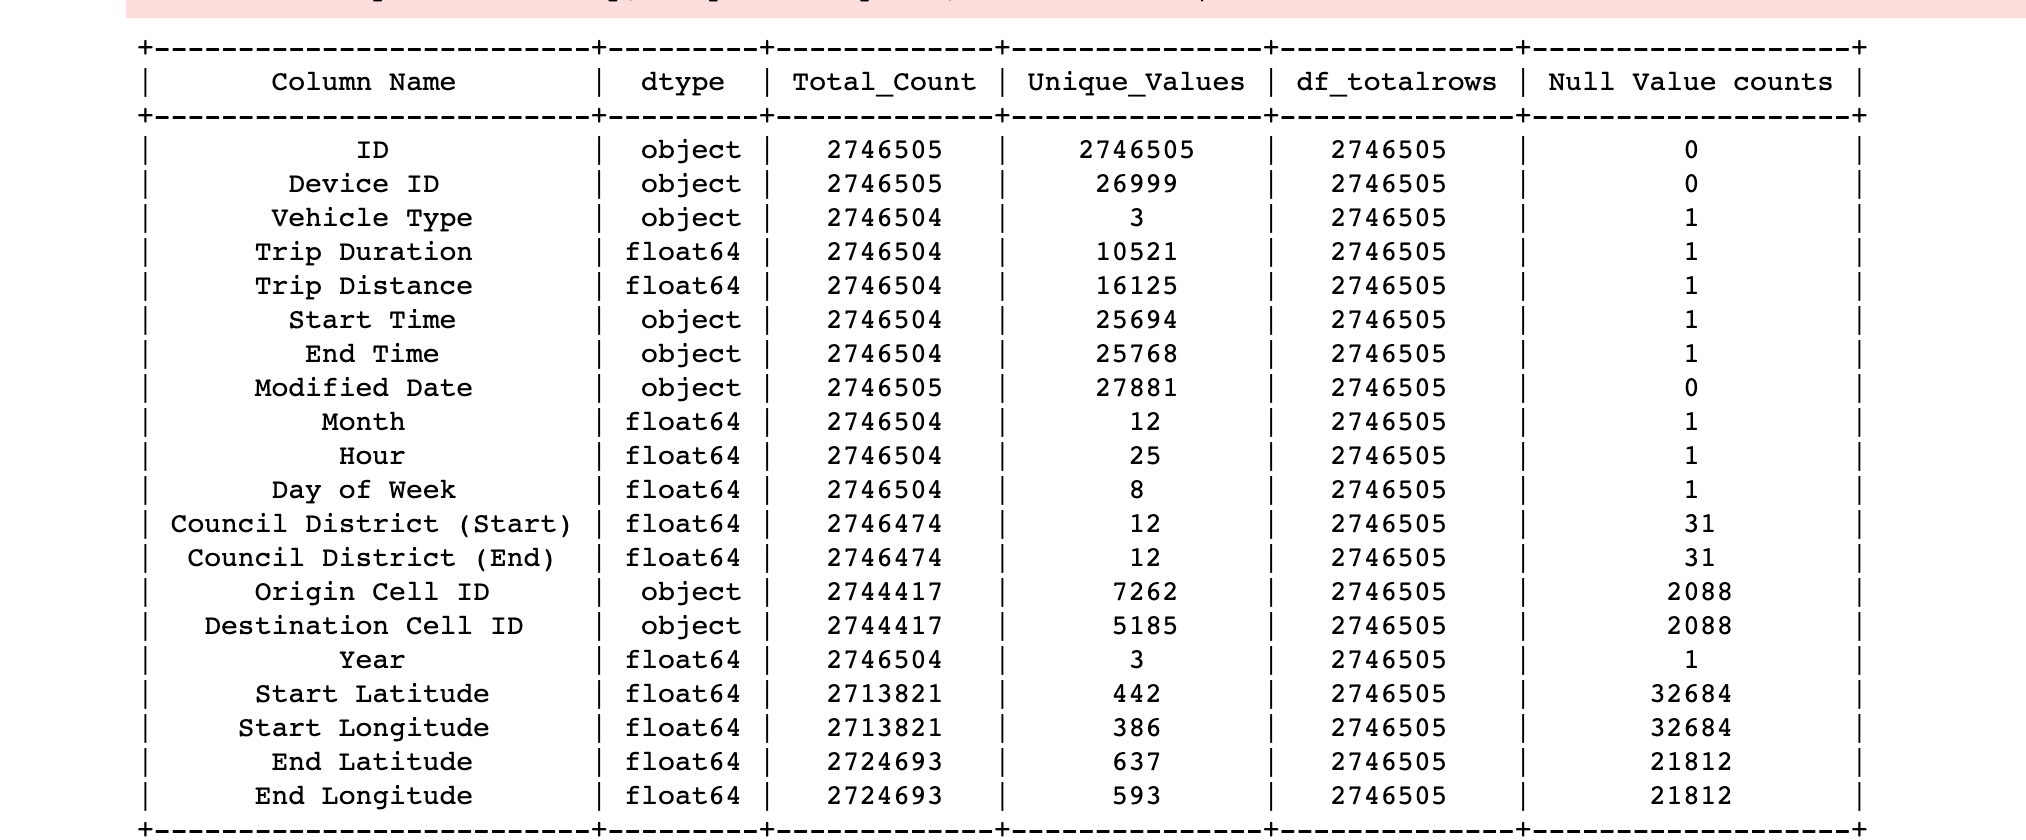 +--------------------------+---------+-------------+---------------+--------------+-------------------+
| Column Name | dtype | Total_Count | Unique_Values | df_totalrows | Null Value counts |
+--------------------------+---------+-------------+---------------+--------------+-------------------+
| ID | object | 2746505 | 2746505 | 2746505 | 0 |
| Device ID | object | 2746505 | 26999 | 2746505 | 0 |
| Vehicle Type | object | 2746504 | 3 | 2746505 | 1 |
| Trip Duration | float64 | 2746504 | 10521 | 2746505 | 1 |
| Trip Distance | float64 | 2746504 | 16125 | 2746505 | 1 |
| Start Time | object | 2746504 | 25694 | 2746505 | 1 |
| End Time | object | 2746504 | 25768 | 2746505 | 1 |
| Modified Date | object | 2746505 | 27881 | 2746505 | 0 |
| Month | float64 | 2746504 | 12 | 2746505 | 1 |
| Hour | float64 | 2746504 | 25 | 2746505 | 1 |
| Day of Week | float64 | 2746504 | 8 | 2746505 | 1 |
| Council District (Start) | float64 | 2746474 | 12 | 2746505 | 31 |
| Council District (End) | float64 | 2746474 | 12 | 2746505 | 31 |
| Origin Cell ID | object | 2744417 | 7262 | 2746505 | 2088 |
| Destination Cell ID | object | 2744417 | 5185 | 2746505 | 2088 |
| Year | float64 | 2746504 | 3 | 2746505 | 1 |
| Start Latitude | float64 | 2713821 | 442 | 2746505 | 32684 |
| Start Longitude | float64 | 2713821 | 386 | 2746505 | 32684 |
| End Latitude | float64 | 2724693 | 637 | 2746505 | 21812 |
| End Longitude | float64 | 2724693 | 593 | 2746505 | 21812 |
+--------------------------+---------+-------------+---------------+--------------+-------------------+